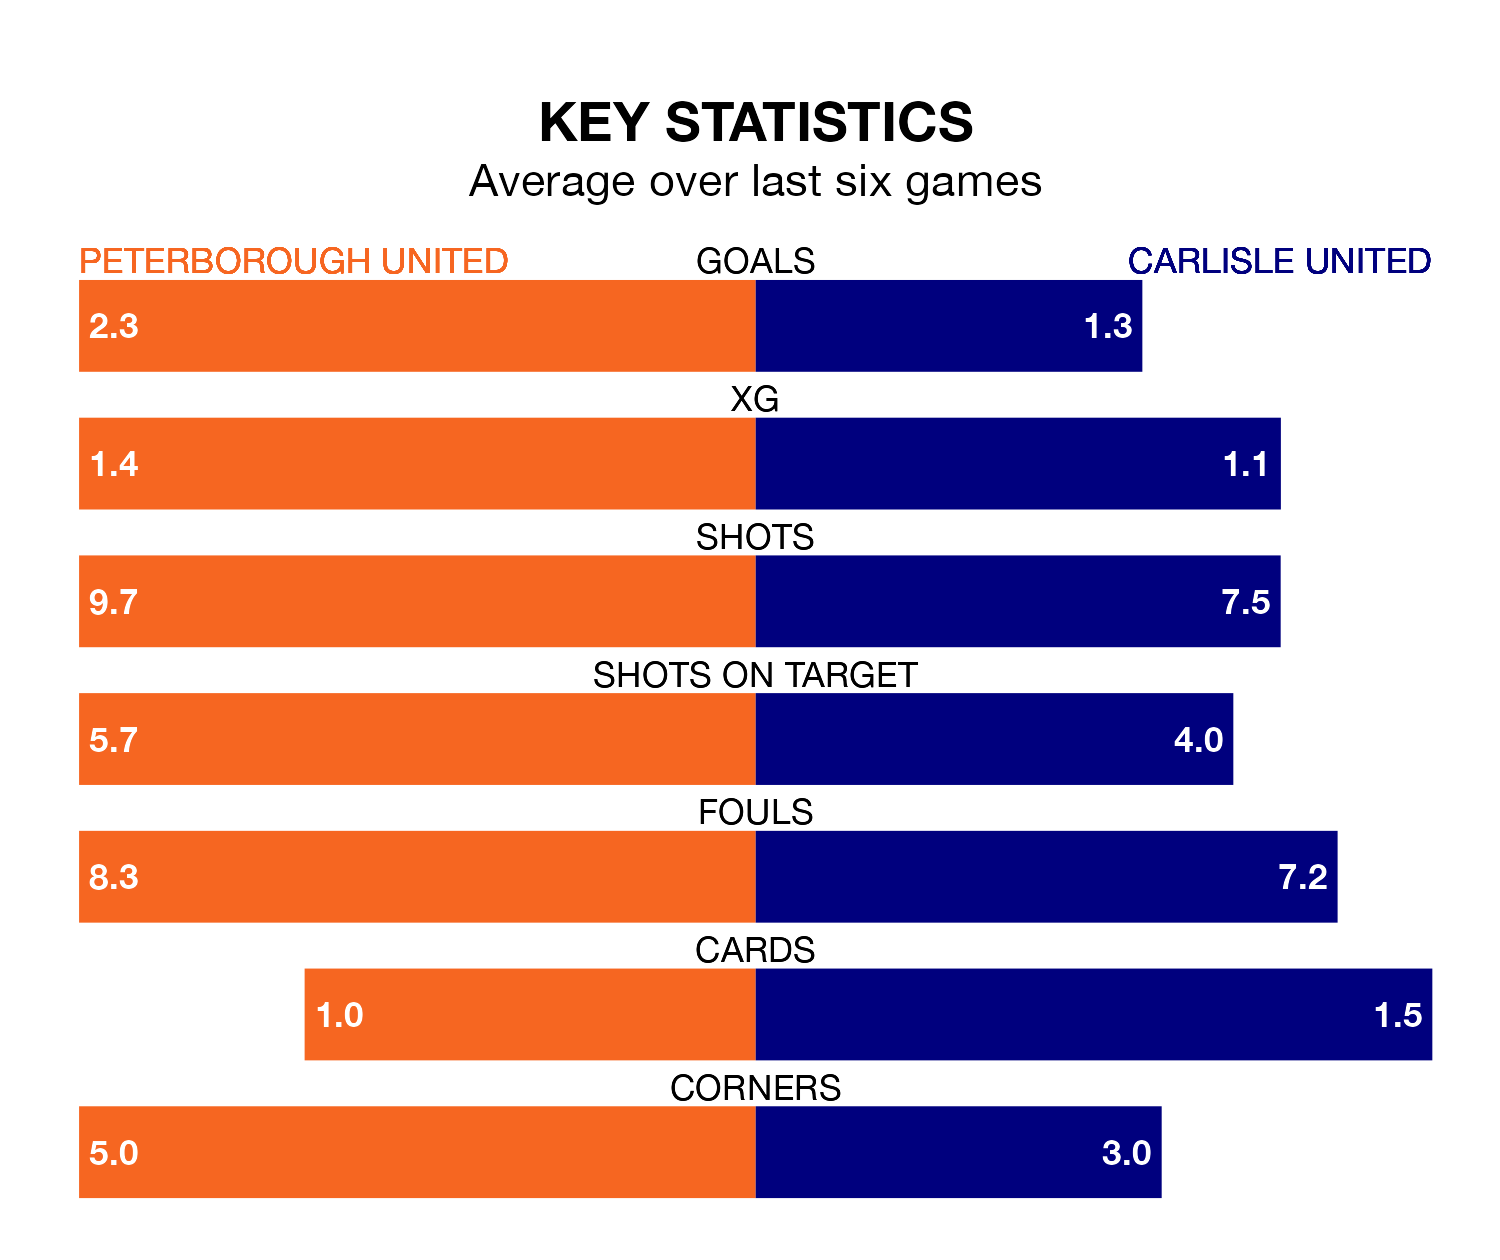 KEY STATISTICS
Average over last six games
PETERBOROUGH UNITED GOALS CARLISLE UNITED
2.3 1.3
XG
1.4 1.1
SHOTS
9.7 7.5
SHOTS ON TARGET
5.7 4.0
FOULS
8.3 7.2
CARDS
1.0 1.5
CORNERS
5.0 3.0